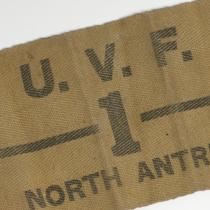 U. V. F.
1
NORTH ANTR